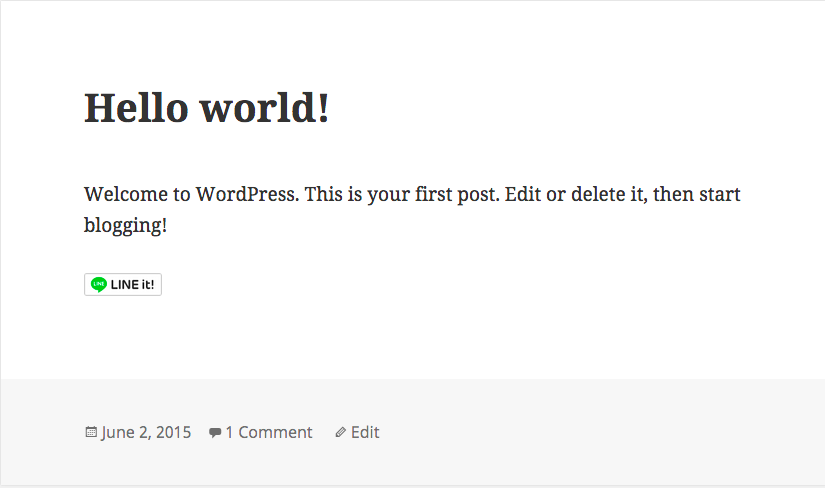 Hello world!
Welcome to WordPress. This is your first post. Edit or delete it, then start
blogging!
LINE LINE it!
June 2, 2015 1 Comment Edit